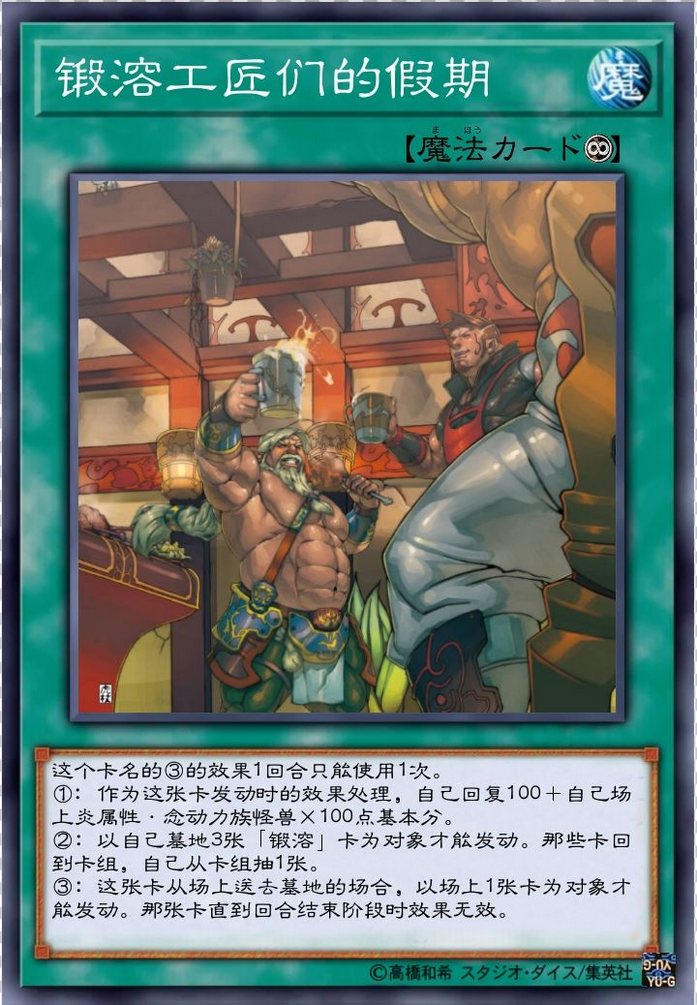 锻溶工匠们的假期
魔
ま ほう
【魔法カード♾】
这个卡名的③的效果1回合只能使用1次。
①：作为这张卡发动时的效果处理，自己回复100＋自己场
上炎属性·念动力族怪兽×100点基本分。
②：以自己墓地3张「锻溶」卡为对象才能发动。那些卡回
到卡组，自己从卡组抽1张。
③：这张卡从场上送去墓地的场合，以场上1张卡为对象才
能发动。那张卡直到回合结束阶段时效果无效。
©高橋和希 スタジオ·ダイス/集英社
YU-G